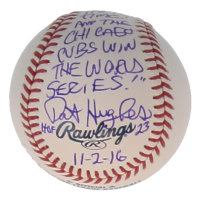 AND THE
CHICAGO
CUBS WIN
THE WORLD
SERIES!"
Pat Hughes
HOF 23
Rawlings
®
11-2-16